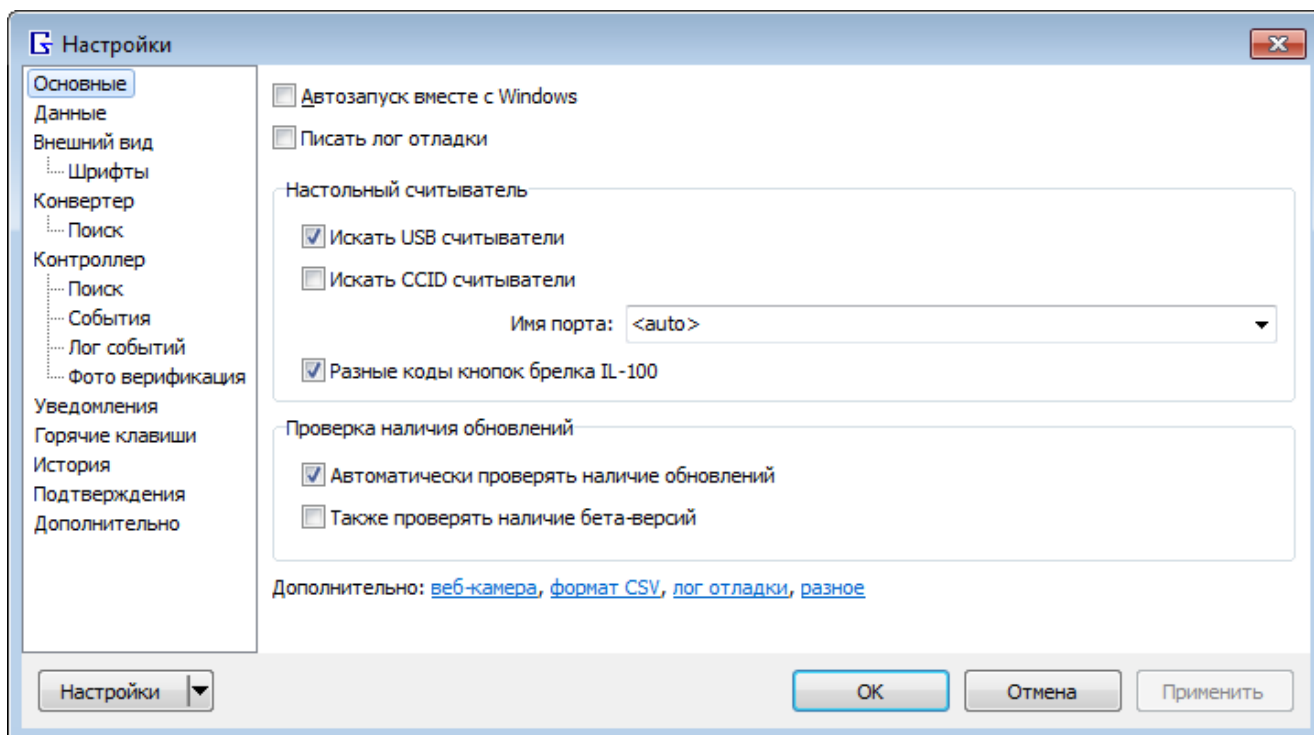 Настройки
Основные
Данные
Внешний вид
Шрифты
Конвертер
Поиск
Контроллер
Поиск
События
Лог событий
Фото верификация
Уведомления
Горячие клавиши
История
Подтверждения
Дополнительно
Автозапуск вместе с Windows
Писать лог отладки
Настольный считыватель
Искать USB считыватели
Искать CCID считыватели
Имя порта: <auto>
Разные коды кнопок брелка IL-100
Проверка наличия обновлений
Автоматически проверять наличие обновлений
Также проверять наличие бета-версий
Дополнительно: веб-камера, формат CSV, лог отладки, разное
Настройки
OK
Отмена
Применить